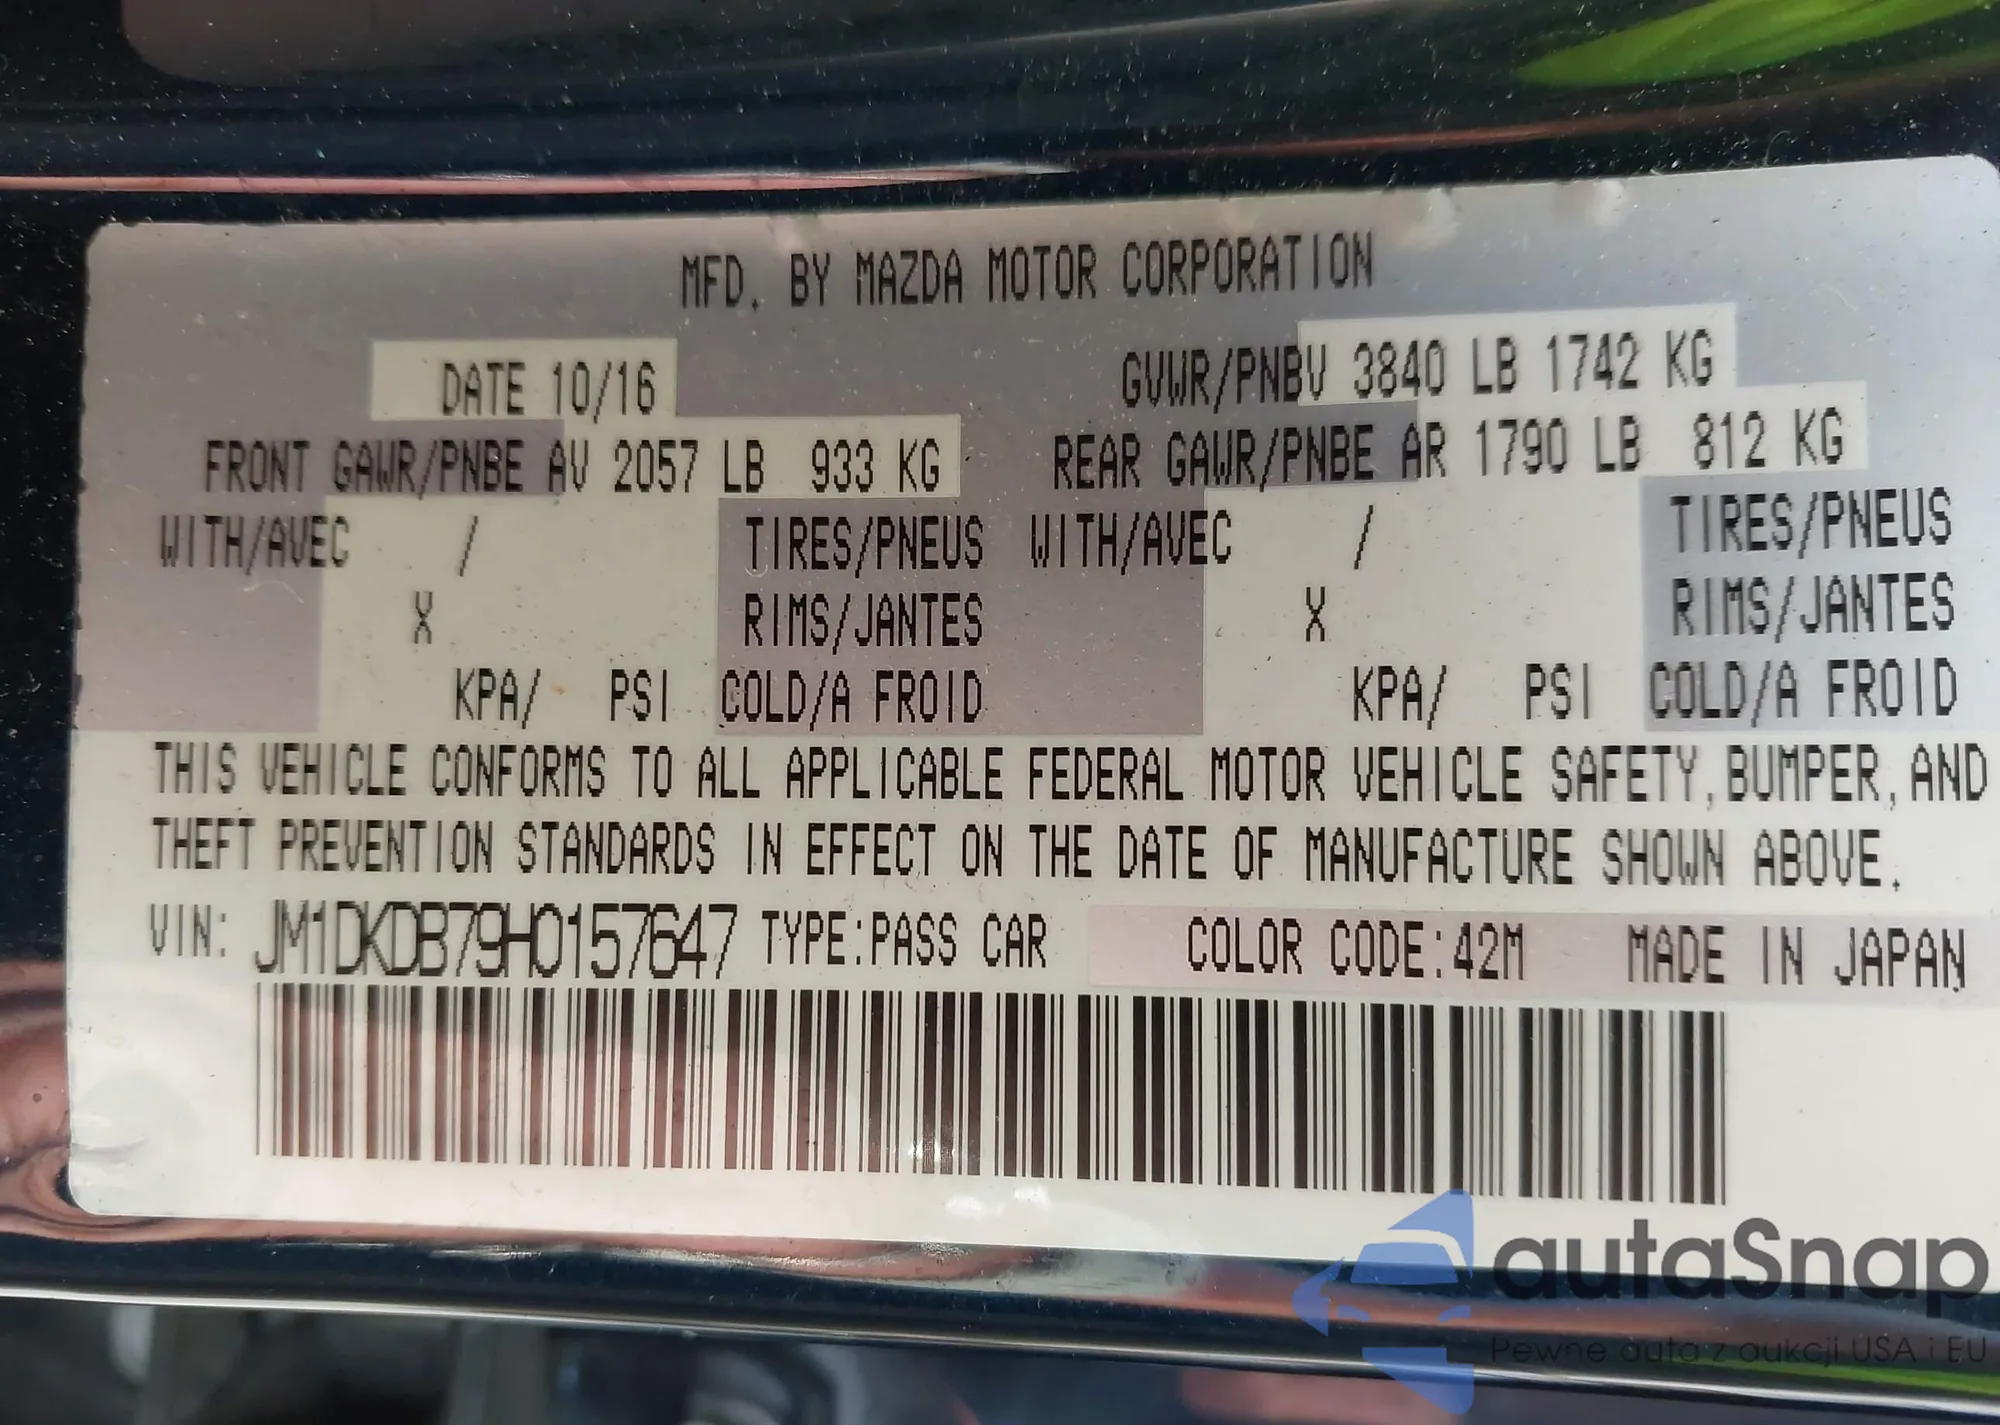 MFD. BY MAZDA MOTOR CORPORATION
DATE 10/16 GVWR/PNBV 3840 LB 1742 KG
FRONT GAWR/PNBE AV 2057 LB 933 KG REAR GAWR/PNBE AR 1790 LB 812 KG
WITH/AVEC / TIRES/PNEUS WITH/AVEC / TIRES/PNEUS
X RIMS/JANTES X RIMS/JANTES
KPA/ PSI COLD/A FROID KPA/ PSI COLD/A FROID
THIS VEHICLE CONFORMS TO ALL APPLICABLE FEDERAL MOTOR VEHICLE SAFETY, BUMPER, AND
THEFT PREVENTION STANDARDS IN EFFECT ON THE DATE OF MANUFACTURE SHOWN ABOVE.
VIN: JM1DKDB79H0157647 TYPE:PASS CAR COLOR CODE:42M MADE IN JAPAN
autaSnap
Pewne auta z aukcji USA i EU